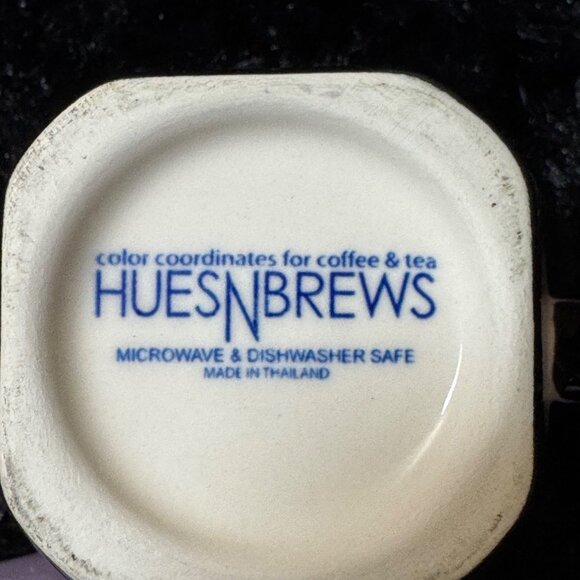 color coordinates for coffee & tea
HUESNBREWS
MICROWAVE & DISHWASHER SAFE
MADE IN THAILAND